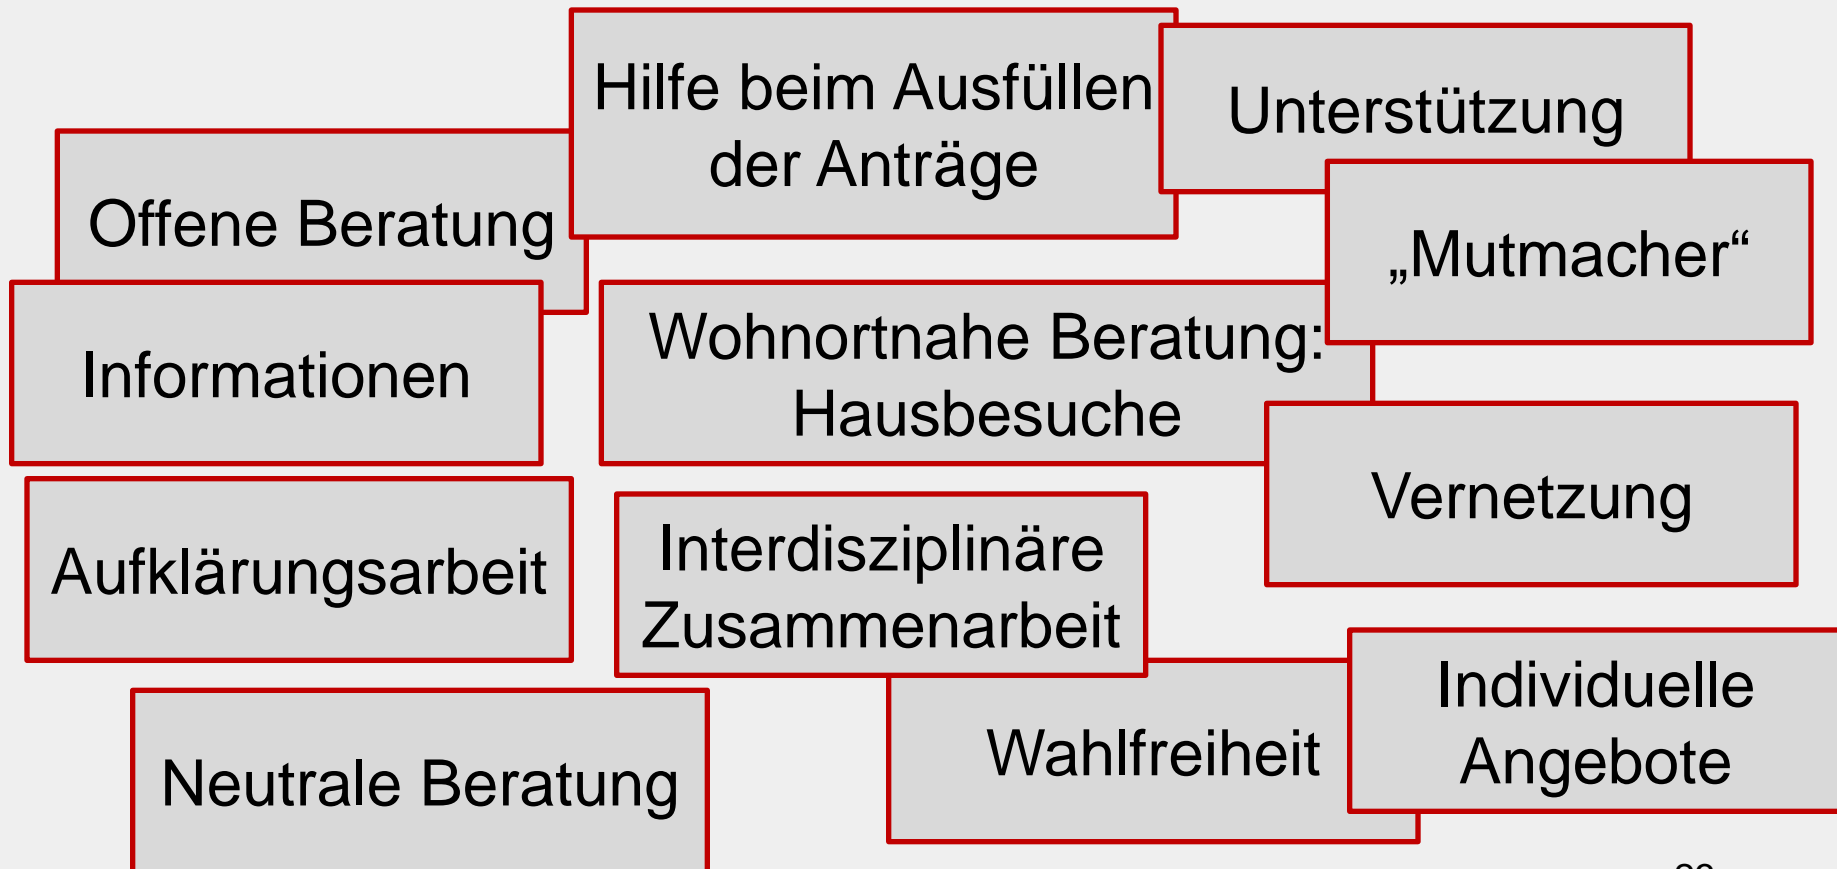 Hilfe beim Ausfüllen
der Anträge
Unterstützung
Offene Beratung
„Mutmacher“
Informationen
Wohnortnahe Beratung:
Hausbesuche
Vernetzung
Aufklärungsarbeit
Interdisziplinäre
Zusammenarbeit
Individuelle
Angebote
Wahlfreiheit
Neutrale Beratung